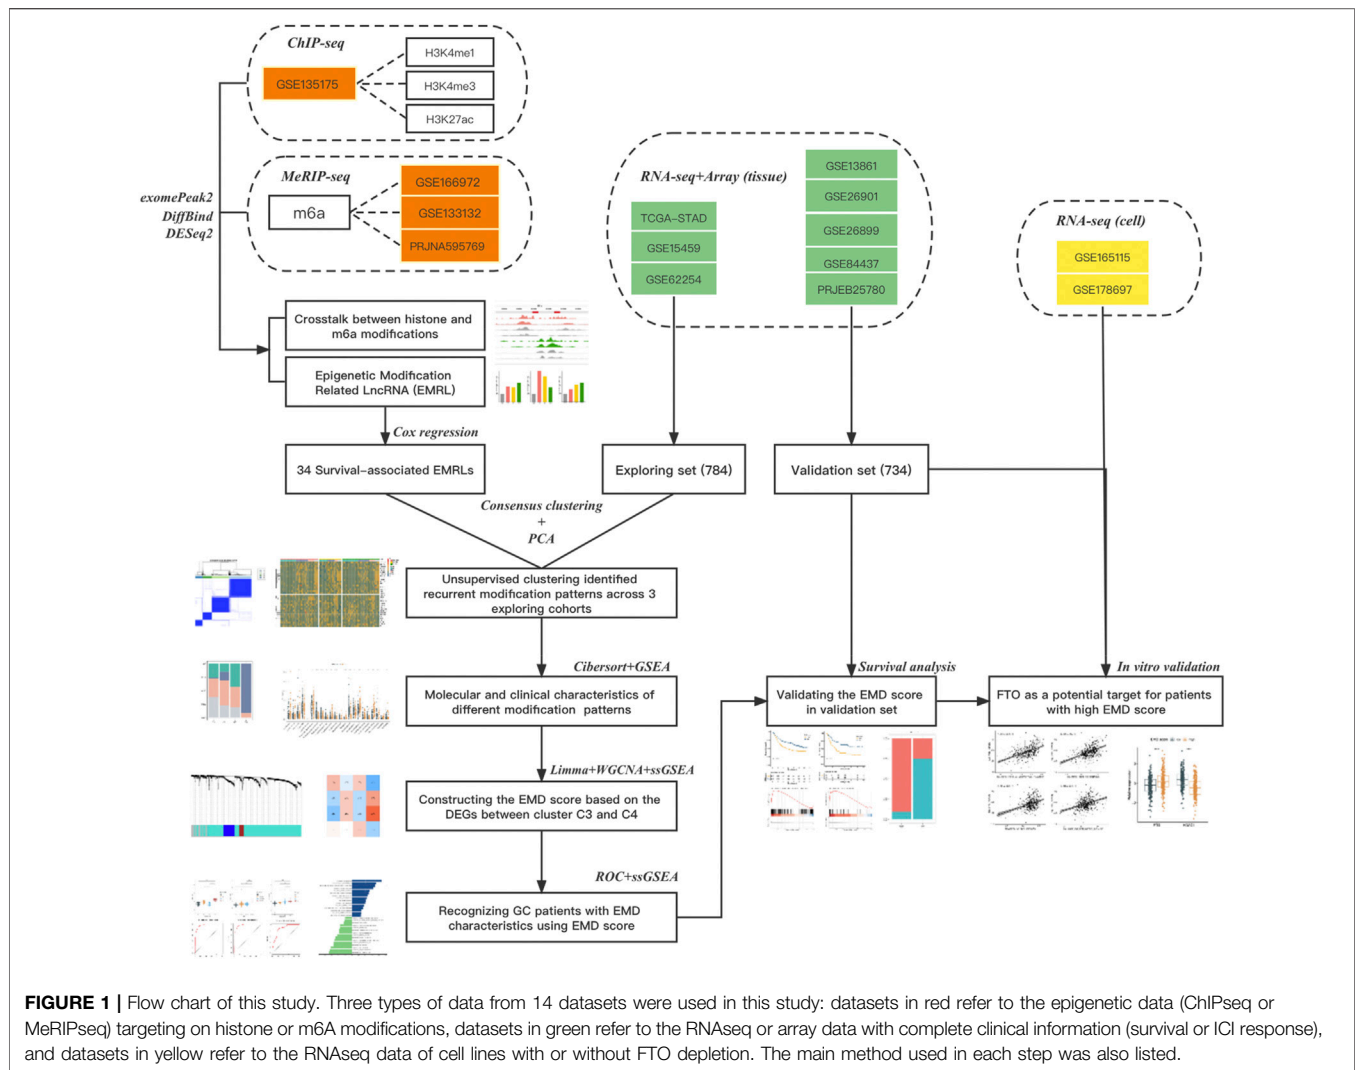 ChIP-seq
GSE135175
H3K4me1
H3K4me3
H3K27ac
MeRIP-seq
m6a
GSE166972
GSE133132
PRJNA595769
exomePeak2
DiffBind
DESeq2
RNA-seq+Array (tissue)
TCGA-STAD
GSE15459
GSE62254
GSE13861
GSE26901
GSE26899
GSE84437
PRJEB25780
RNA-seq (cell)
GSE165115
GSE178697
Crosstalk between histone and
m6a modifications
Epigenetic Modification
Related LncRNA (EMRL)
Cox regression
34 Survival-associated EMRLs
Exploring set (784)
Validation set (734)
Consensus clustering
+
PCA
Unsupervised clustering identified
recurrent modification patterns across 3
exploring cohorts
Cibersort+GSEA
Molecular and clinical characteristics of
different modification patterns
Limma+WGCNA+ssGSEA
Constructing the EMD score based on the
DEGs between cluster C3 and C4
ROC+ssGSEA
Recognizing GC patients with EMD
characteristics using EMD score
Survival analysis
Validating the EMD score
in validation set
In vitro validation
FTO as a potential target for patients
with high EMD score
FIGURE 1 | Flow chart of this study. Three types of data from 14 datasets were used in this study: datasets in red refer to the epigenetic data (ChIPseq or
MeRIPseq) targeting on histone or m6A modifications, datasets in green refer to the RNAseq or array data with complete clinical information (survival or ICI response),
and datasets in yellow refer to the RNAseq data of cell lines with or without FTO depletion. The main method used in each step was also listed.